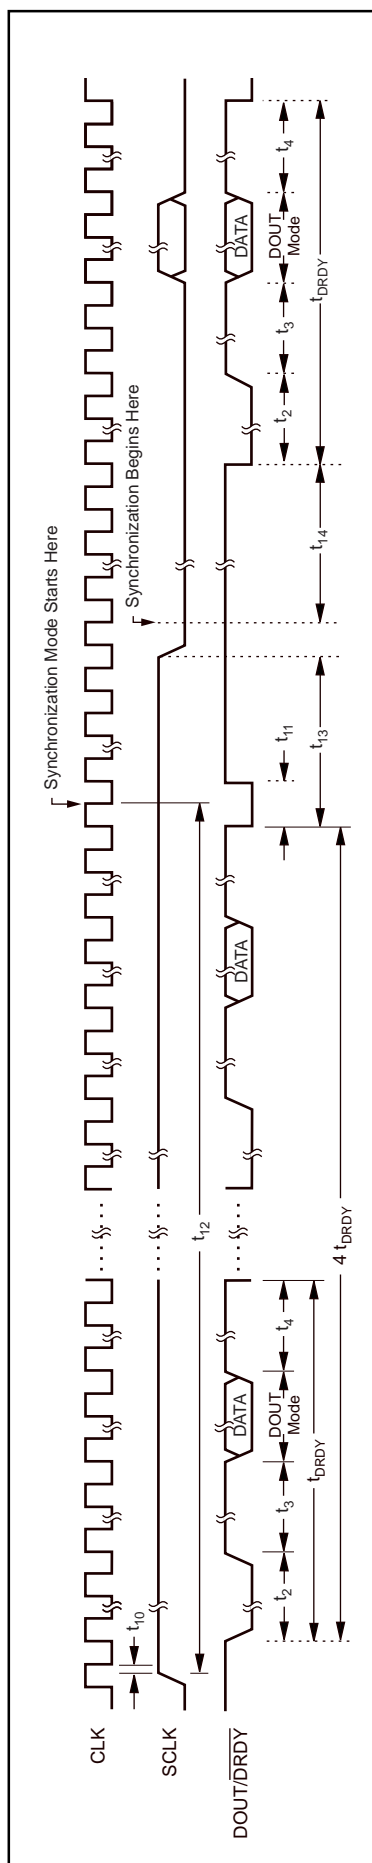 CLK
SCLK
DOUT/DRDY
t10
Synchronization Mode Starts Here
Synchronization Begins Here
t12
DATA
DATA
DATA
t2
t3
DOUT
Mode
t4
tDRDY
4 tDRDY
t11
t13
t14
t2
t3
DOUT
Mode
t4
tDRDY